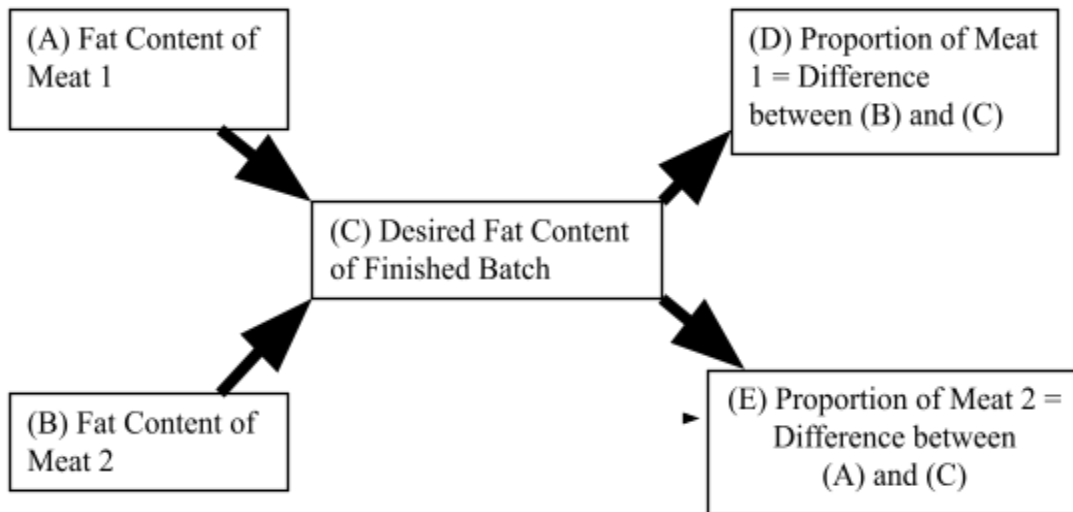 (A) Fat Content of
Meat 1
(D) Proportion of Meat
1 = Difference
between (B) and (C)
(C) Desired Fat Content
of Finished Batch
(B) Fat Content of
Meat 2
(E) Proportion of Meat 2 =
Difference between
(A) and (C)